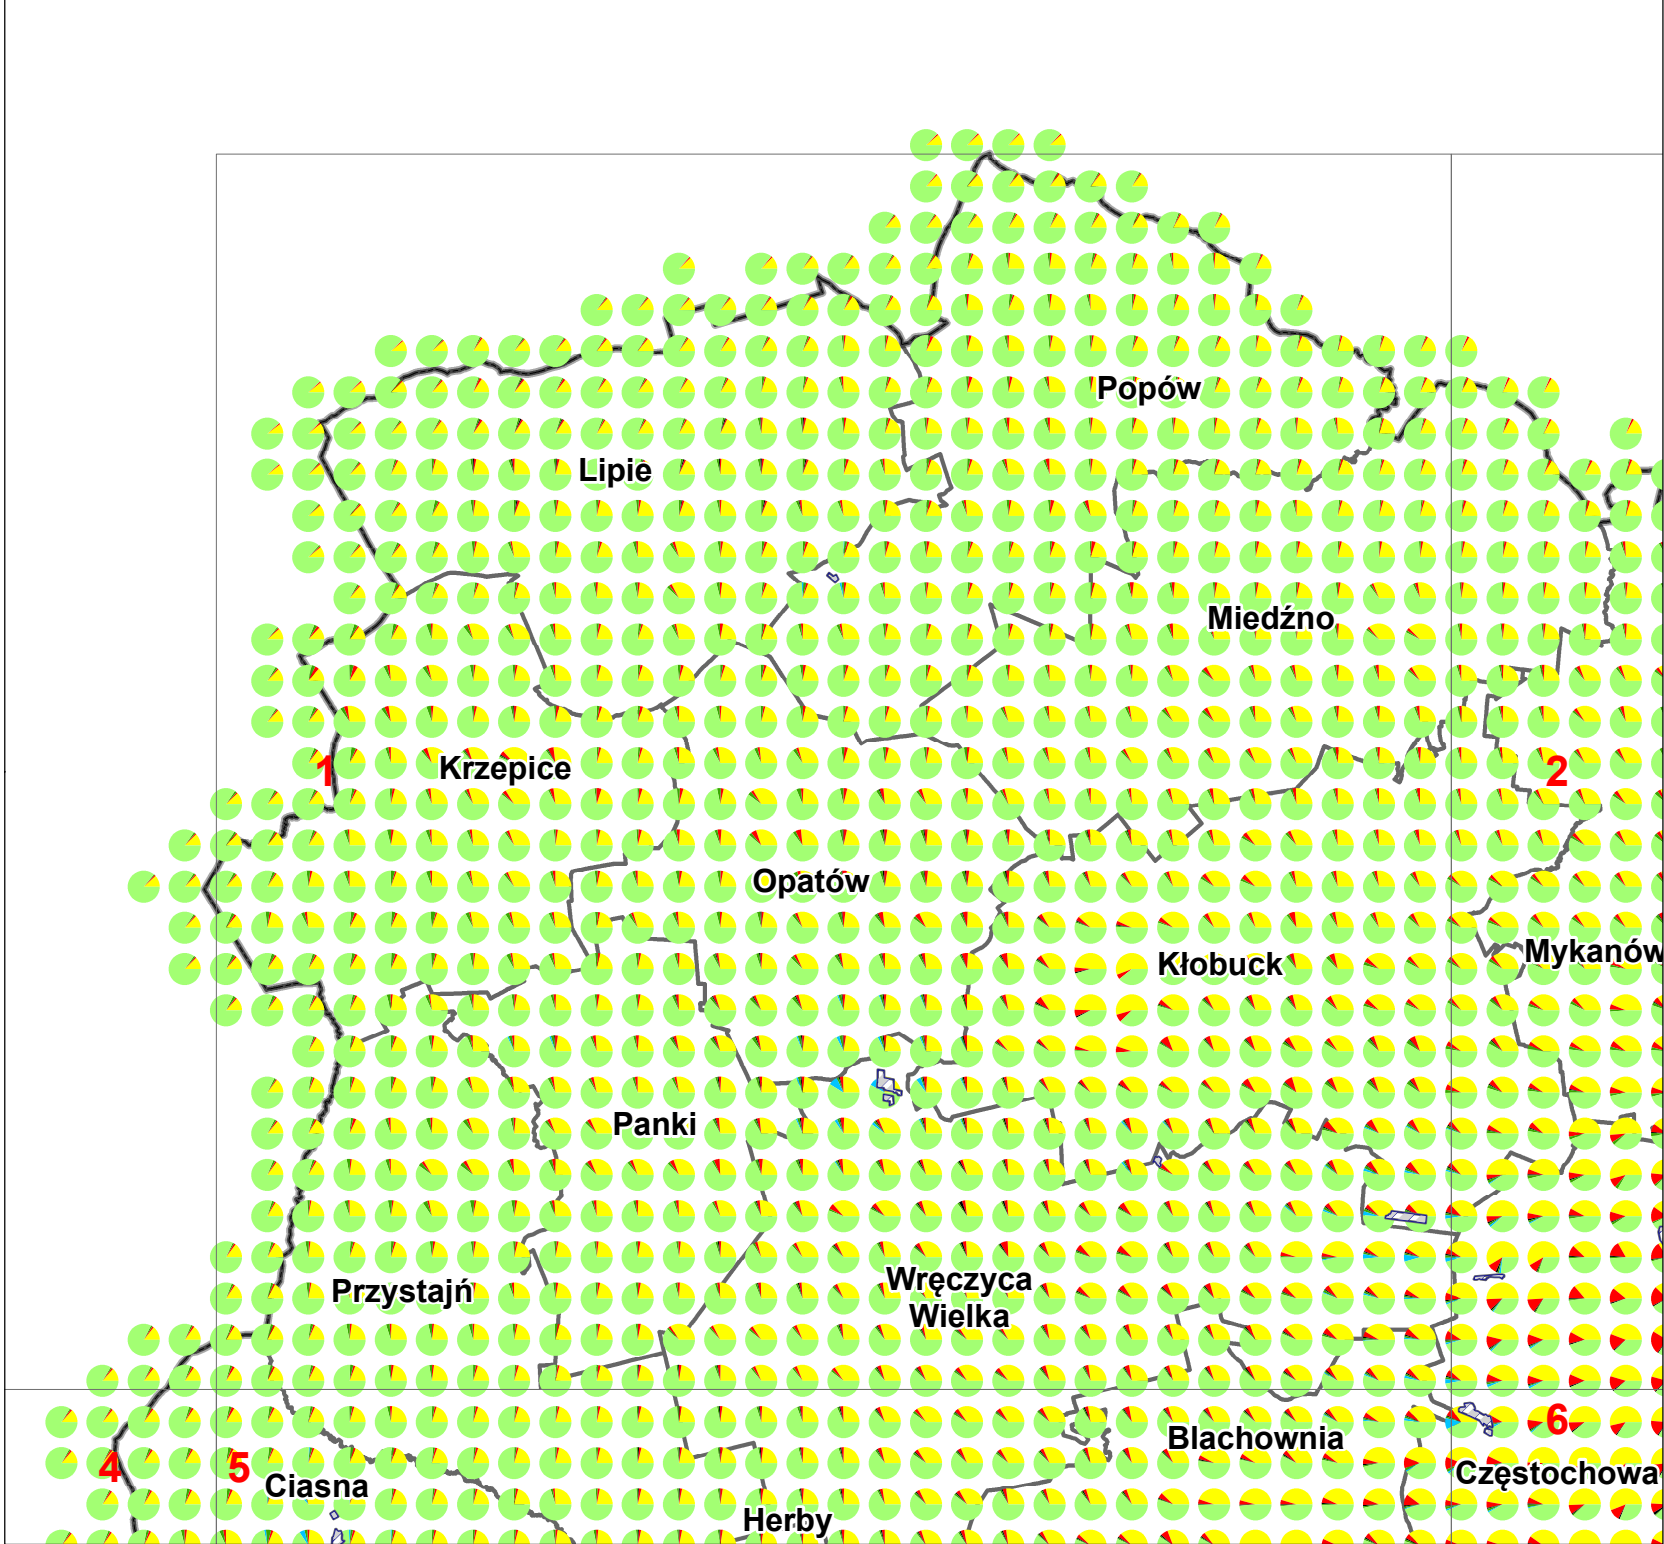 Popów
Lipie
Miedźno
1
Krzepice
2
Opatów
Mykanów
Kłobuck
Panki
Przystajń
Wręczyca
Wielka
6
Blachownia
4
5
Ciasna
Częstochowa
Herby